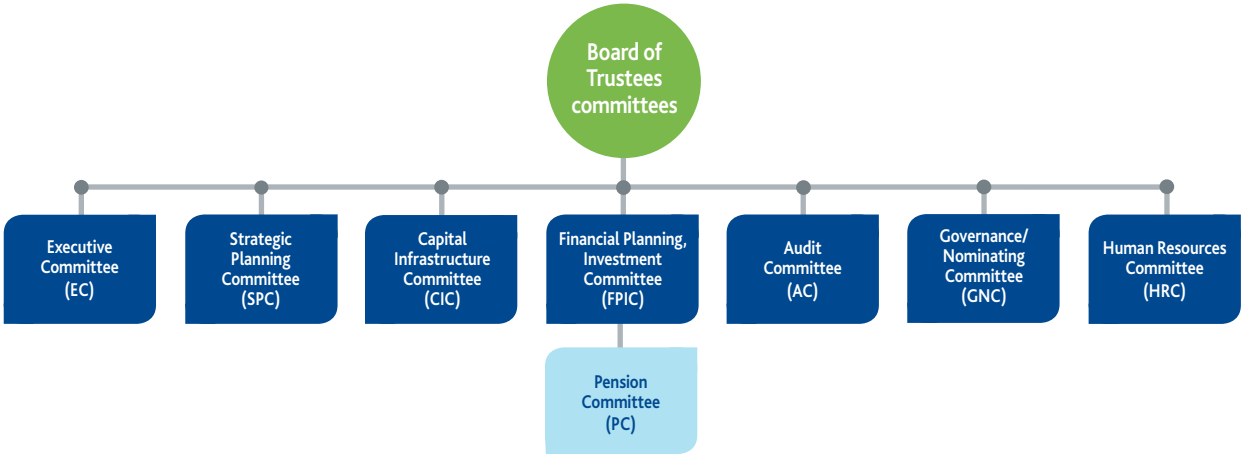 Board of
Trustees
committees
Executive
Committee
(EC)
Strategic
Planning
Committee
(SPC)
Capital
Infrastructure
Committee
(CIC)
Financial Planning,
Investment
Committee
(FPIC)
Audit
Committee
(AC)
Governance/
Nominating
Committee
(GNC)
Human Resources
Committee
(HRC)
Pension
Committee
(PC)